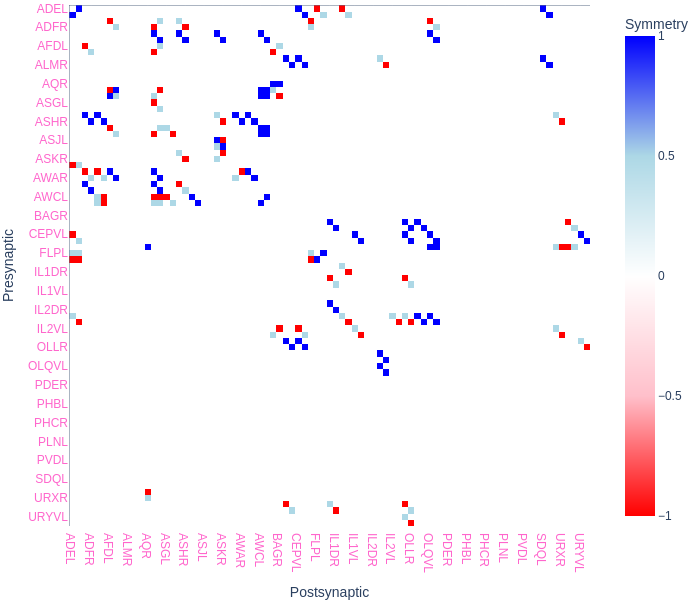 Symmetry
1
0.5
0
−0.5
−1
Presynaptic
ADEL
ADFR
AFDL
ALMR
AQR
ASGL
ASHR
ASJL
ASKR
AWAR
AWCL
BAGR
CEPVL
FLPL
IL1DR
IL1VL
IL2DR
IL2VL
OLLR
OLQVL
PDER
PHBL
PHCR
PLNL
PVDL
SDQL
URXR
URYVL
ADEL
ADFR
AFDL
ALMR
AQR
ASGL
ASHR
ASJL
ASKR
AWAR
AWCL
BAGR
CEPVL
FLPL
IL1DR
IL1VL
IL2DR
IL2VL
OLLR
OLQVL
PDER
PHBL
PHCR
PLNL
PVDL
SDQL
URXR
URYVL
Postsynaptic